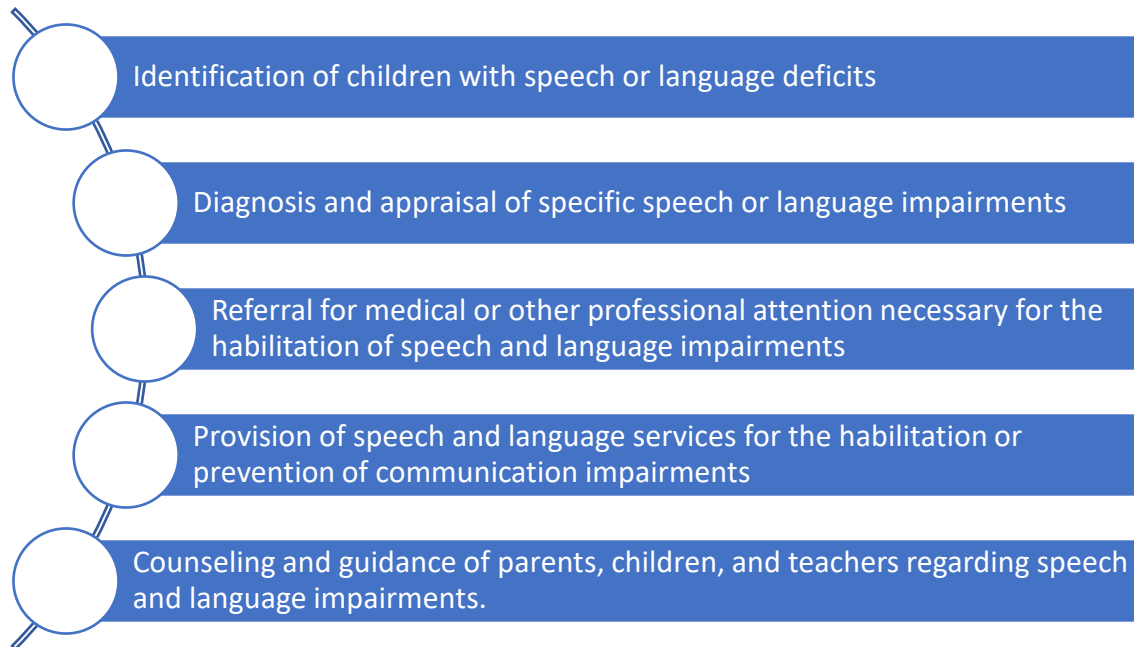 Identification of children with speech or language deficits
Diagnosis and appraisal of specific speech or language impairments
Referral for medical or other professional attention necessary for the
habilitation of speech and language impairments
Provision of speech and language services for the habilitation or
prevention of communication impairments
Counseling and guidance of parents, children, and teachers regarding speech
and language impairments.